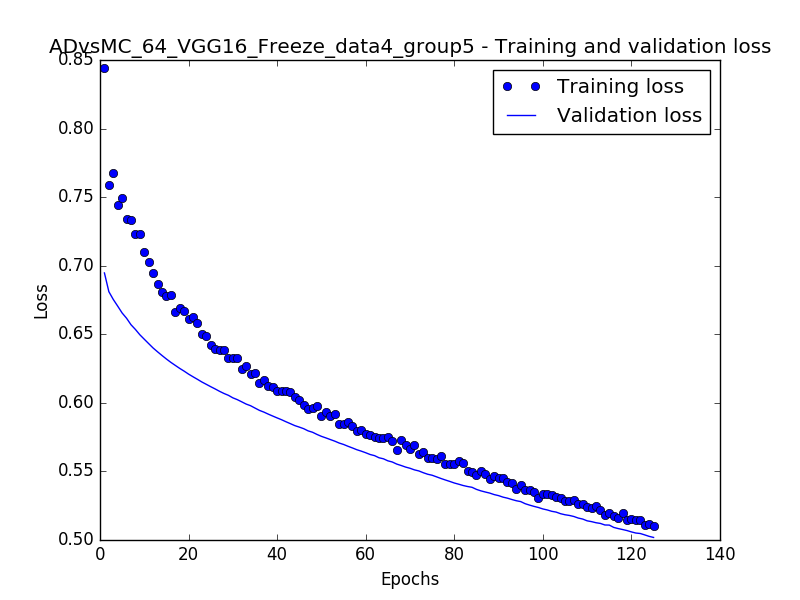 ADvsMC_64_VGG16_Freeze_data4_group5 - Training and validation loss
Training loss
Validation loss
0.85
0.80
0.75
0.70
0.65
0.60
0.55
0.50
Loss
0 20 40 60 80 100 120 140
Epochs